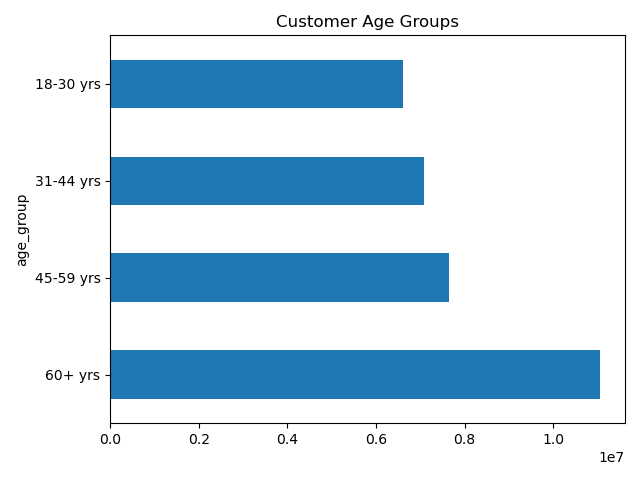 Customer Age Groups
18-30 yrs
31-44 yrs
age_group
45-59 yrs
60+ yrs
0.0 0.2 0.4 0.6 0.8 1.0
1e7